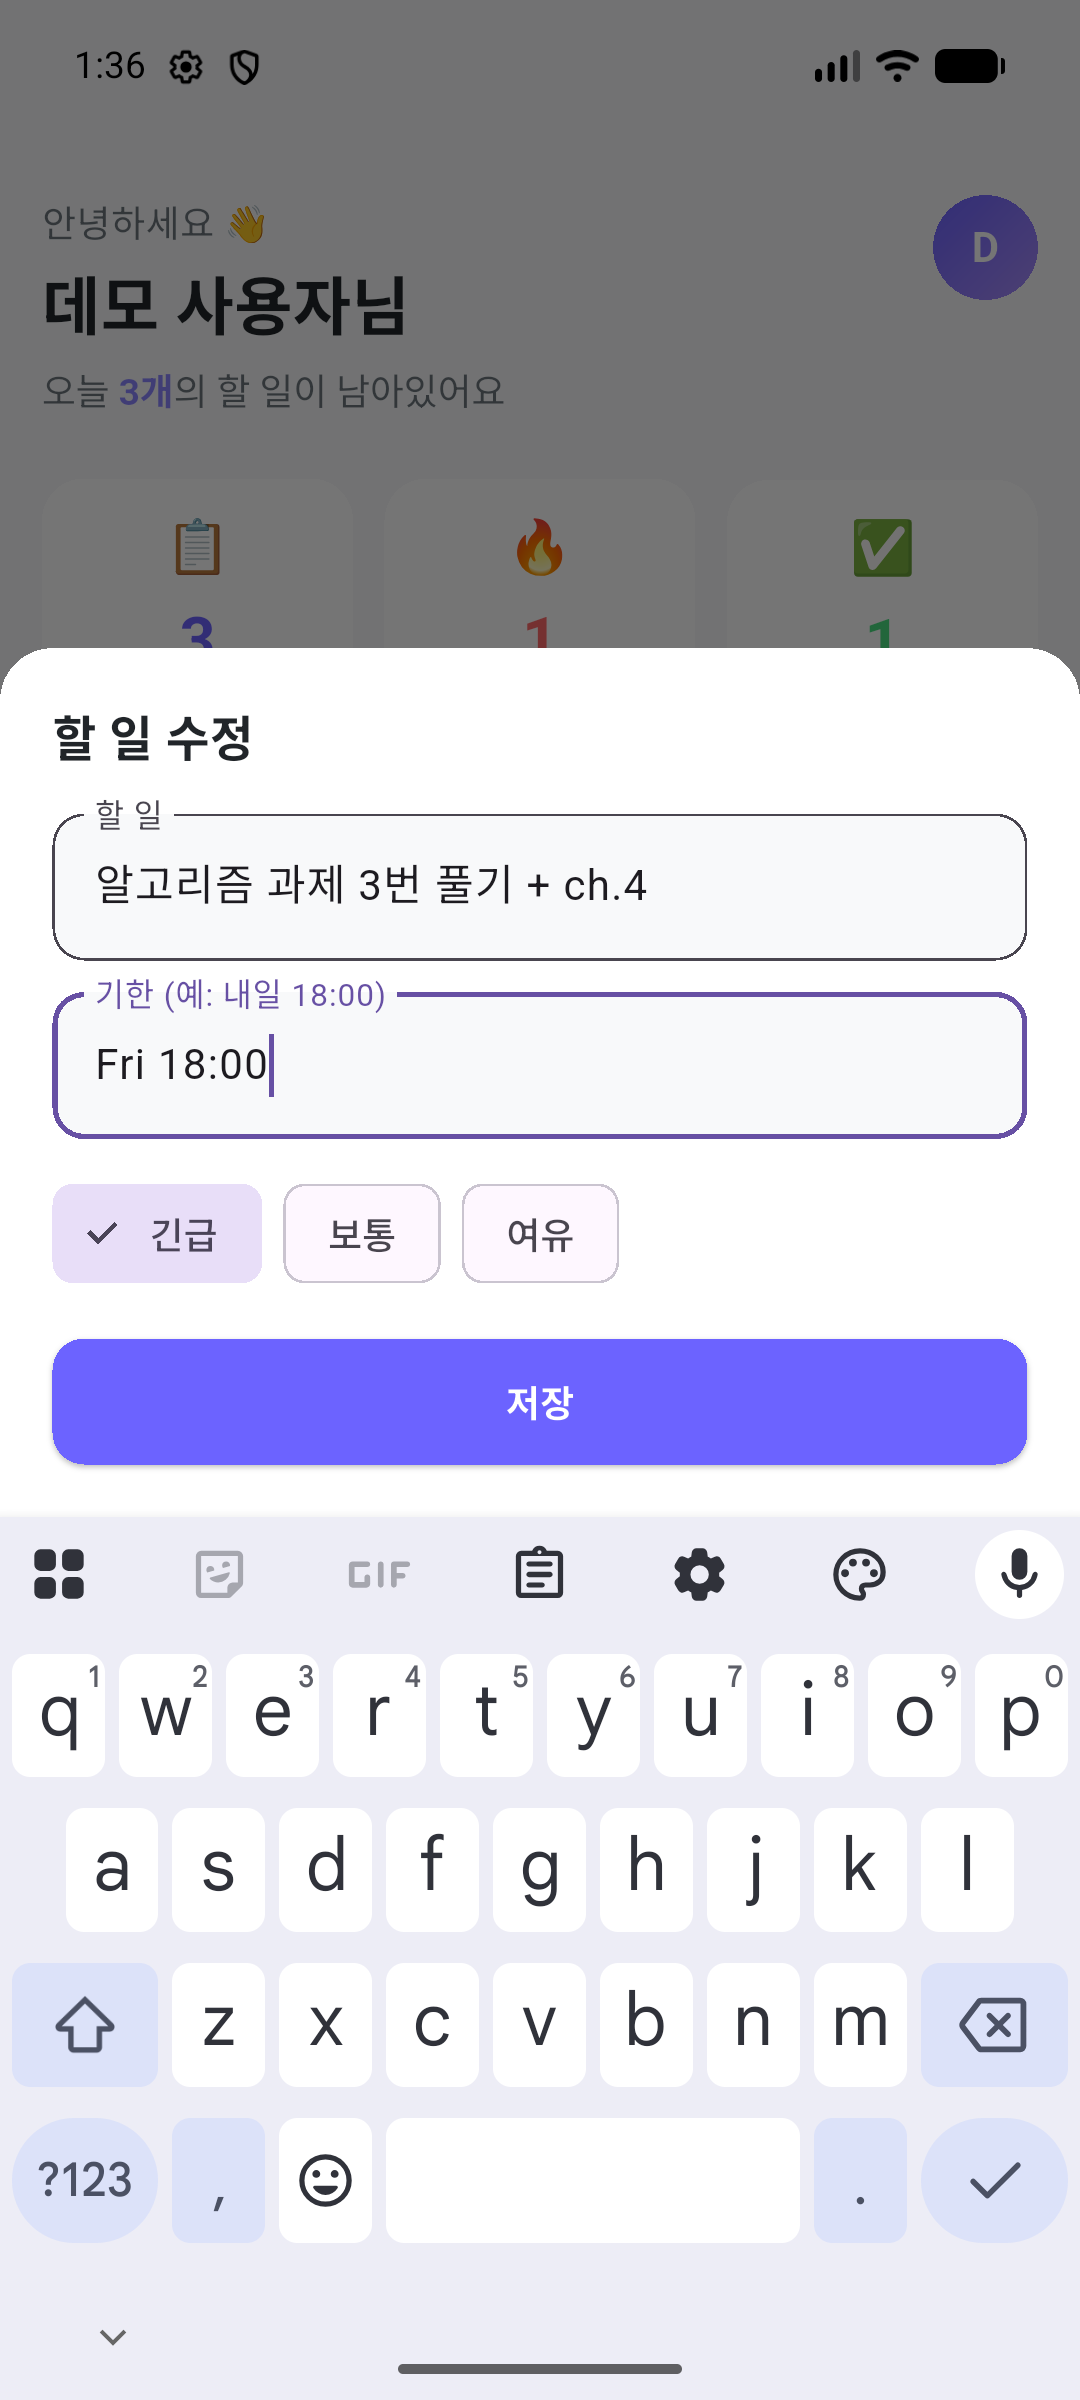 1:36
안녕하세요 👋
D
데모 사용자님
오늘 3개의 할 일이 남아있어요
3
1
1
할 일 수정
할 일
알고리즘 과제 3번 풀기 + ch.4
기한 (예: 내일 18:00)
Fri 18:00
긴급
보통
여유
저장
GIF
q 1 w 2 e 3 r 4 t 5 y 6 u 7 i 8 o 9 p 0
a s d f g h j k l
z x c v b n m
?123 , .